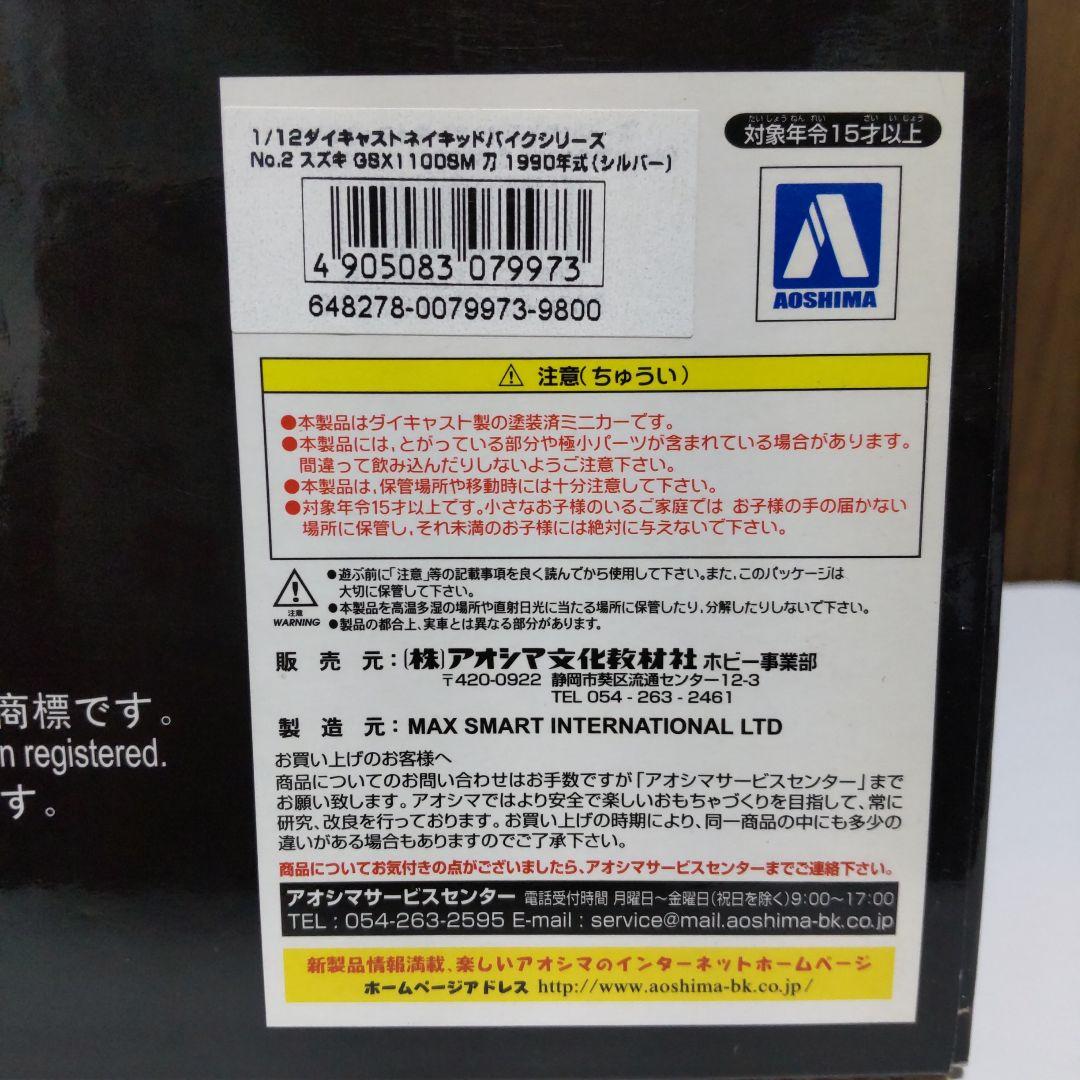 1/12ダイキャストネイキッドバイクシリーズ
No.2 スズキ GSX1100SM 刀 1990年式(シルバー)
4 905083 079973
648278-0079973-9800
たいしょうねんれい さいいじょう
対象年令15才以上
AOSHIMA
注意(ちゅうい)
●本製品はダイキャスト製の塗装済ミニカーです。
●本製品には,とがっている部分や極小パーツが含まれている場合があります。
間違って飲み込んだりしないようご注意下さい。
●本製品は,保管場所や移動時には十分注意して下さい。
●対象年令15才以上です。小さなお子様のいるご家庭では お子様の手の届かない
場所に保管し,それ未満のお子様には絶対に与えないで下さい。
注意
WARNING
●遊ぶ前に「注意」等の記載事項を良く読んでから使用して下さい。また,このパッケージは
大切に保管して下さい。
●本製品を高温多湿の場所や直射日光に当たる場所に保管したり,分解したりしないで下さい。
●製品の都合上、実車とは異なる部分があります。
販 売 元:(株)アオシマ文化教材社 ホビー事業部
〒420-0922 静岡市葵区流通センター12-3
TEL 054 - 263 - 2461
製 造 元: MAX SMART INTERNATIONAL LTD
お買い上げのお客様へ
商品についてのお問い合わせはお手数ですが「アオシマサービスセンター」まで
お願い致します。アオシマではより安全で楽しいおもちゃづくりを目指して、常に
研究、改良を行っております。お買い上げの時期により、同一商品の中にも多少の
違いがある場合もありますのでご了承下さい。
商品についてお気付きの点がございましたら、アオシマサービスセンターまでご連絡下さい。
アオシマサービスセンター 電話受付時間 月曜日～金曜日(祝日を除く)9:00～17:00
TEL : 054-263-2595 E-mail : service@mail.aoshima-bk.co.jp
新製品情報満載、楽しいアオシマのインターネットホームページ
ホームページアドレス http://www.aoshima-bk.co.jp/
商標です。
n registered.
す。